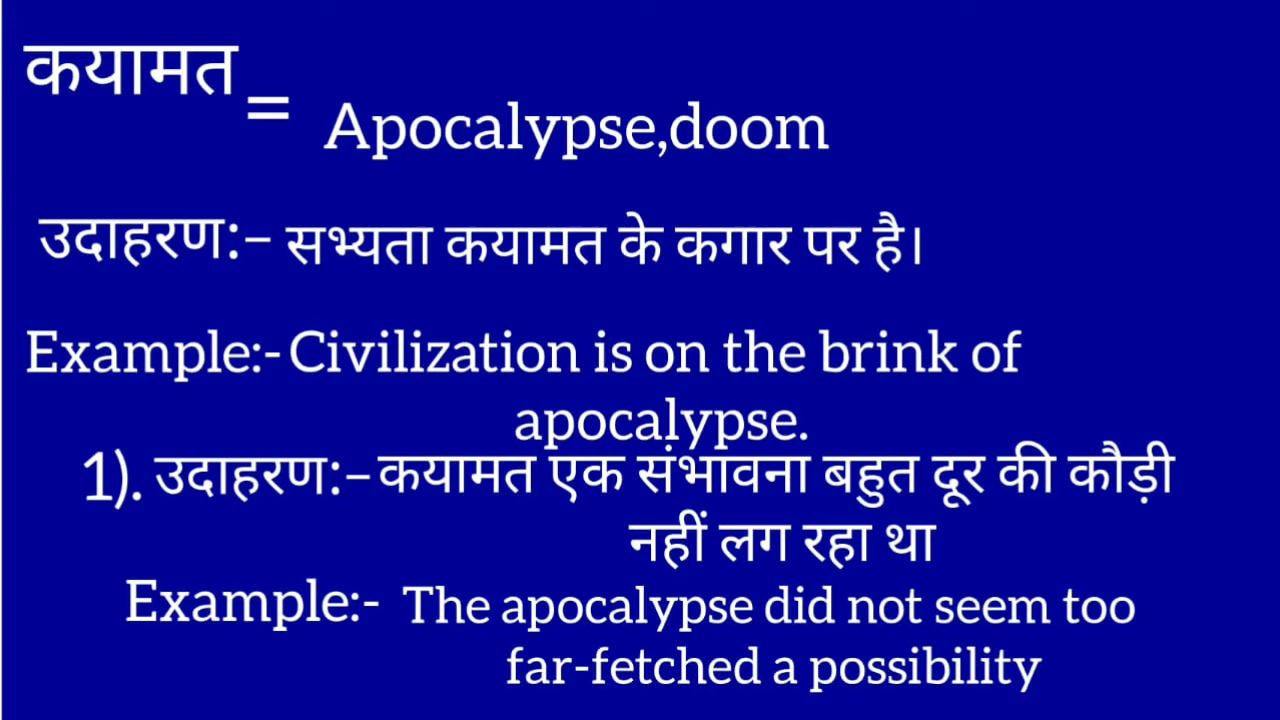 कयामत = Apocalypse,doom
उदाहरण:– सभ्यता कयामत के कगार पर है।
Example:- Civilization is on the brink of
apocalypse.
1). उदाहरण:– कयामत एक संभावना बहुत दूर की कौड़ी
नहीं लग रहा था
Example:- The apocalypse did not seem too
far-fetched a possibility